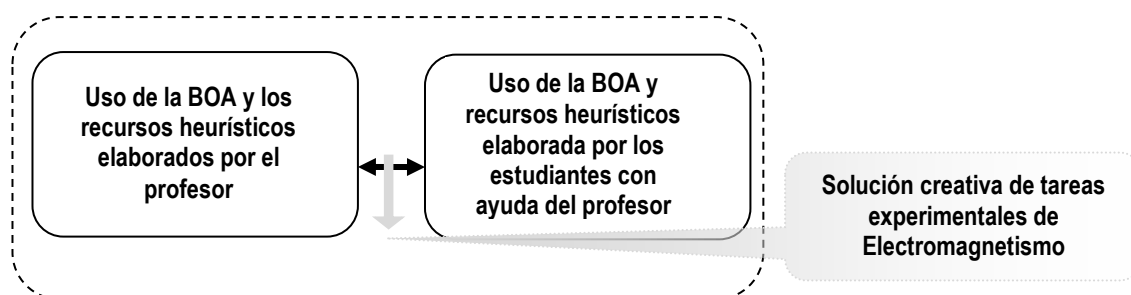 Uso de la BOA y los
recursos heurísticos
elaborados por el
profesor
Uso de la BOA y
recursos heurísticos
elaborada por los
estudiantes con
ayuda del profesor
Solución creativa de tareas
experimentales de
Electromagnetismo